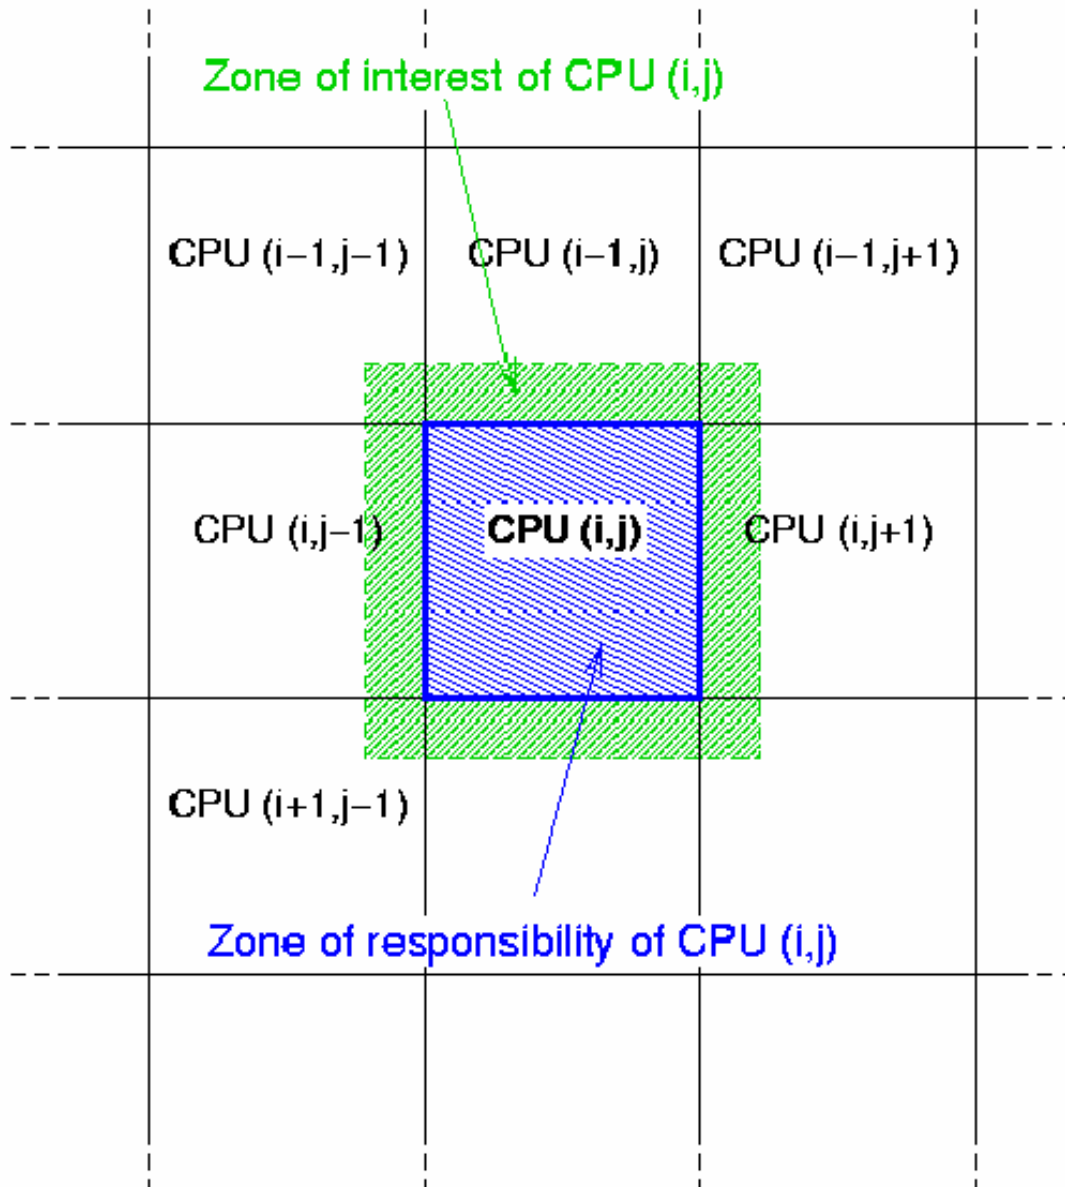 Zone of interest of CPU (i,j)
CPU (i−1,j−1)
CPU (i−1,j)
CPU (i−1,j+1)
CPU (i,j−1)
CPU (i,j)
CPU (i,j+1)
CPU (i+1,j−1)
Zone of responsibility of CPU (i,j)